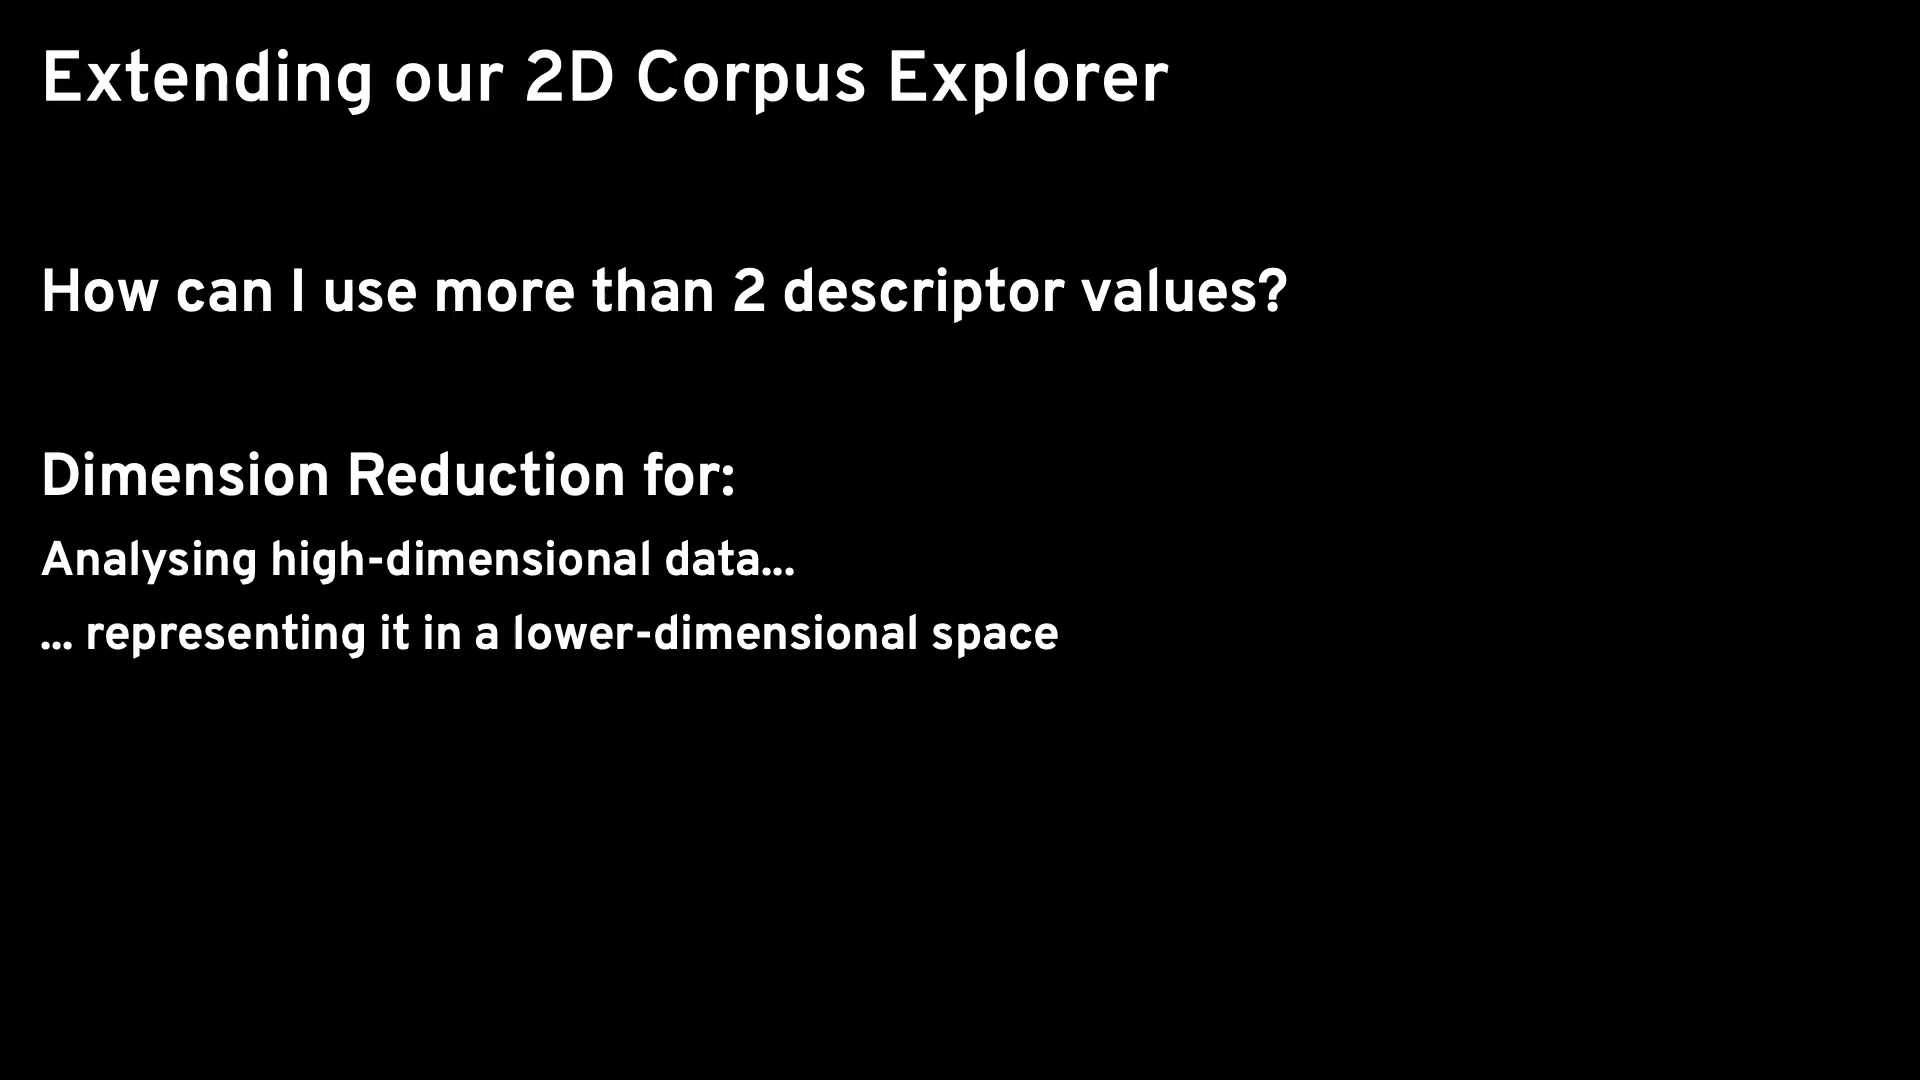 Extending our 2D Corpus Explorer
How can I use more than 2 descriptor values?
Dimension Reduction for:
Analysing high-dimensional data...
... representing it in a lower-dimensional space